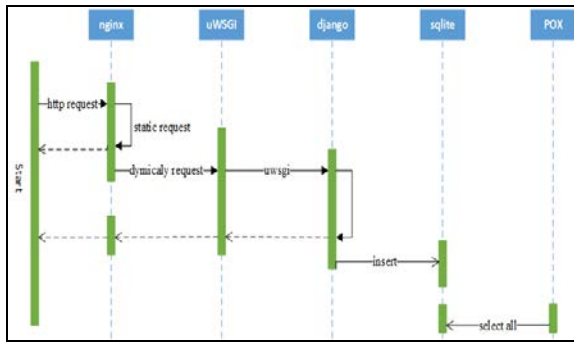 nginx
uWSGI
django
sqlite
POX
http request
static request
dymicaly request
uwsgi
Start
insert
select all